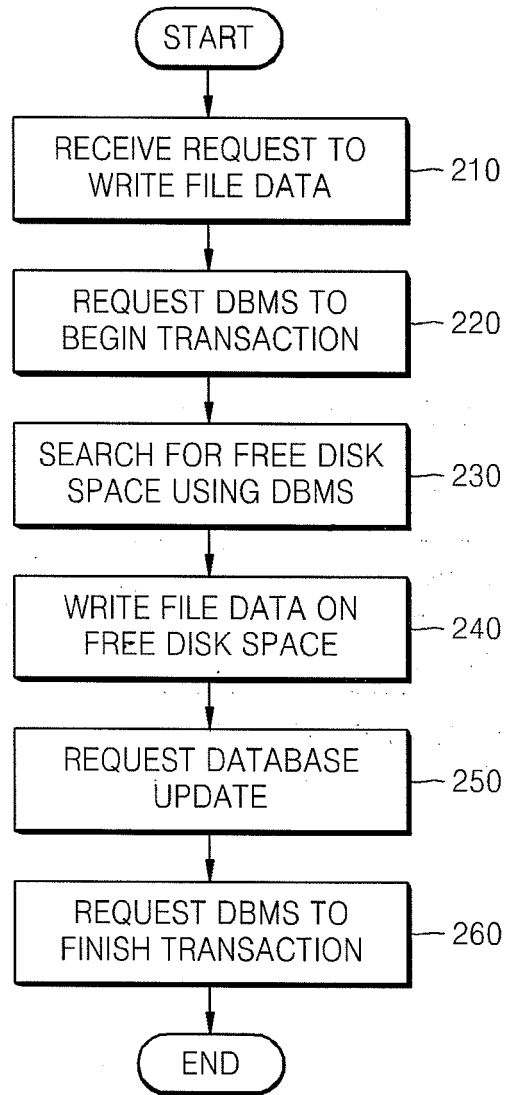 START
RECEIVE REQUEST TO
WRITE FILE DATA
210
REQUEST DBMS TO
BEGIN TRANSACTION
220
SEARCH FOR FREE DISK
SPACE USING DBMS
230
WRITE FILE DATA ON
FREE DISK SPACE
240
REQUEST DATABASE
UPDATE
250
REQUEST DBMS TO
FINISH TRANSACTION
260
END